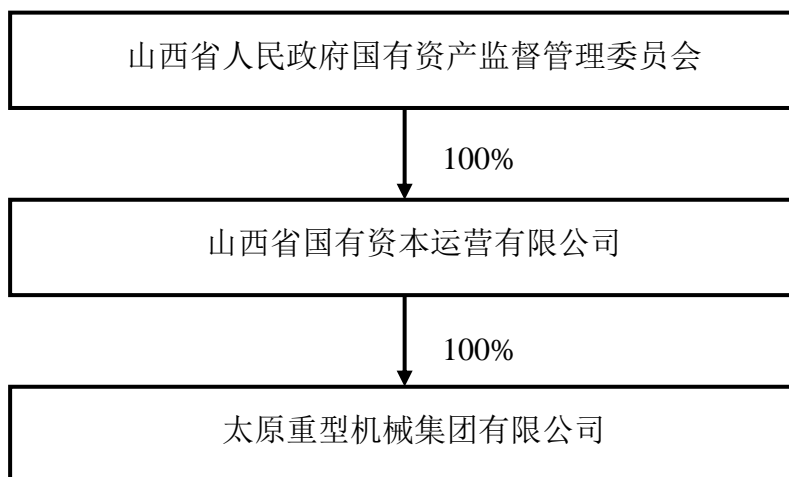 山西省人民政府国有资产监督管理委员会
100%
山西省国有资本运营有限公司
100%
太原重型机械集团有限公司